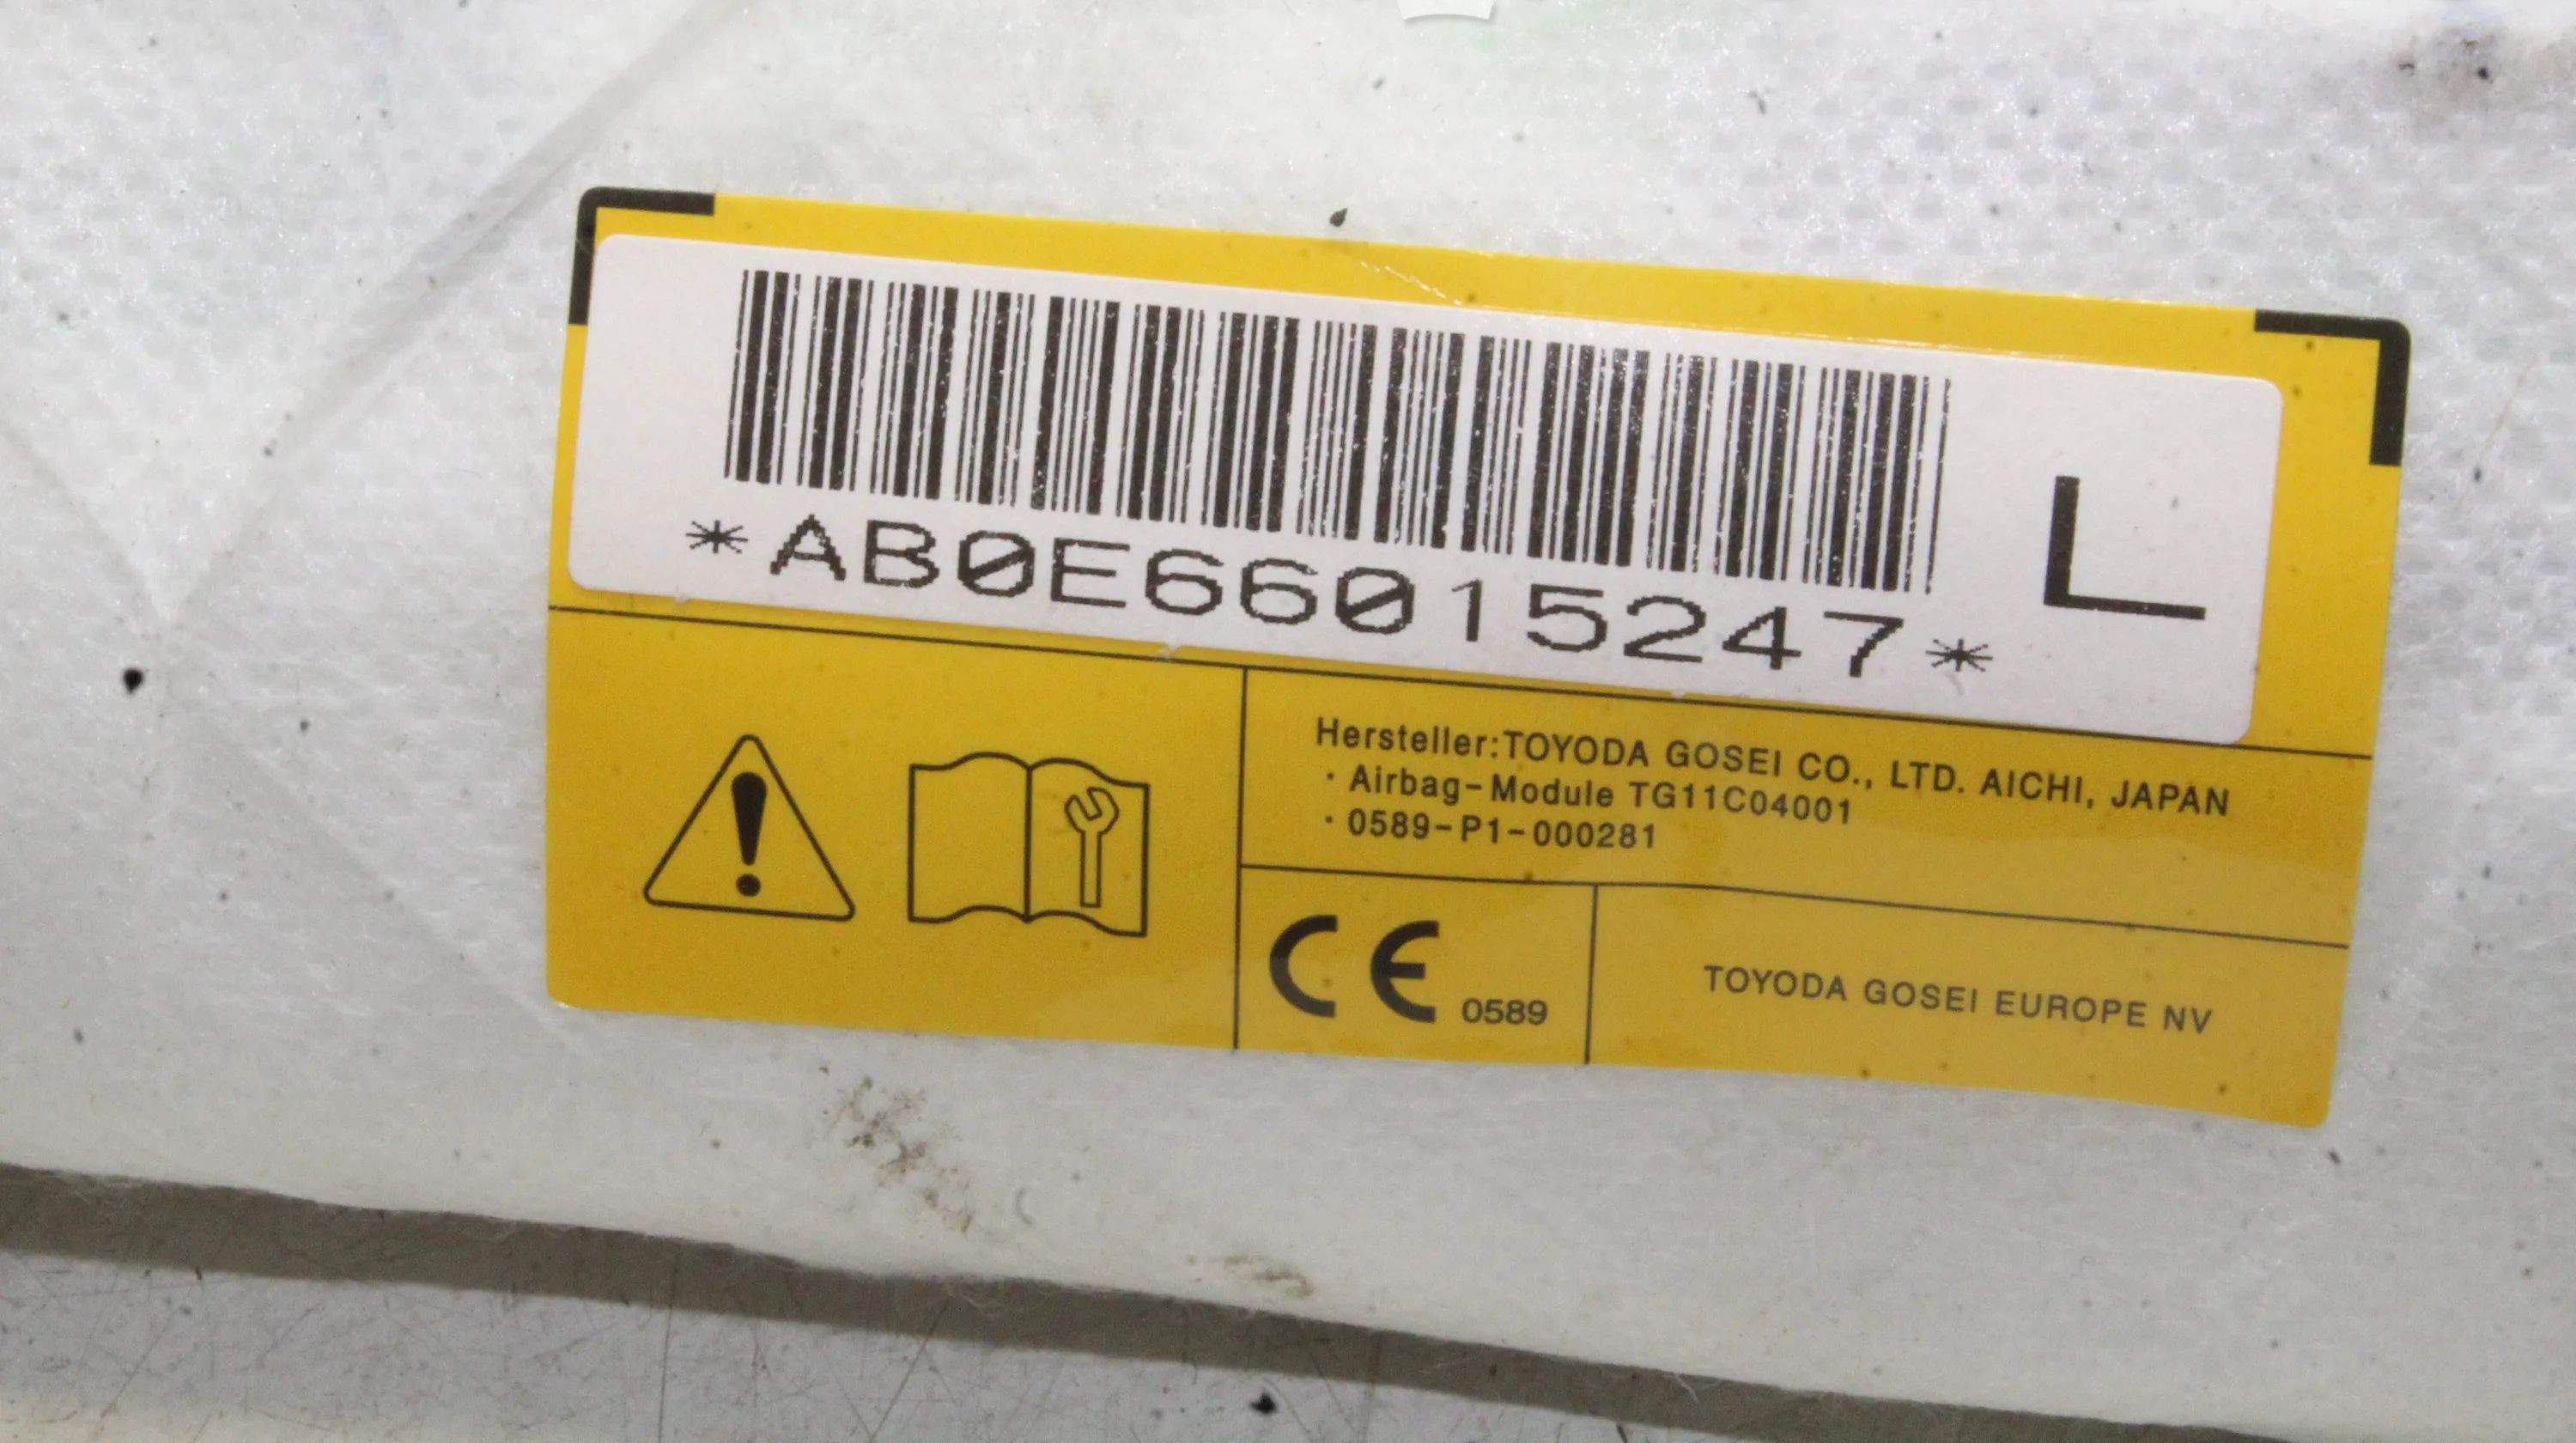 *AB0E66015247*
L
Hersteller:TOYODA GOSEI CO., LTD. AICHI, JAPAN
・Airbag-Module TG11C04001
・0589-P1-000281
CE 0589
TOYODA GOSEI EUROPE NV